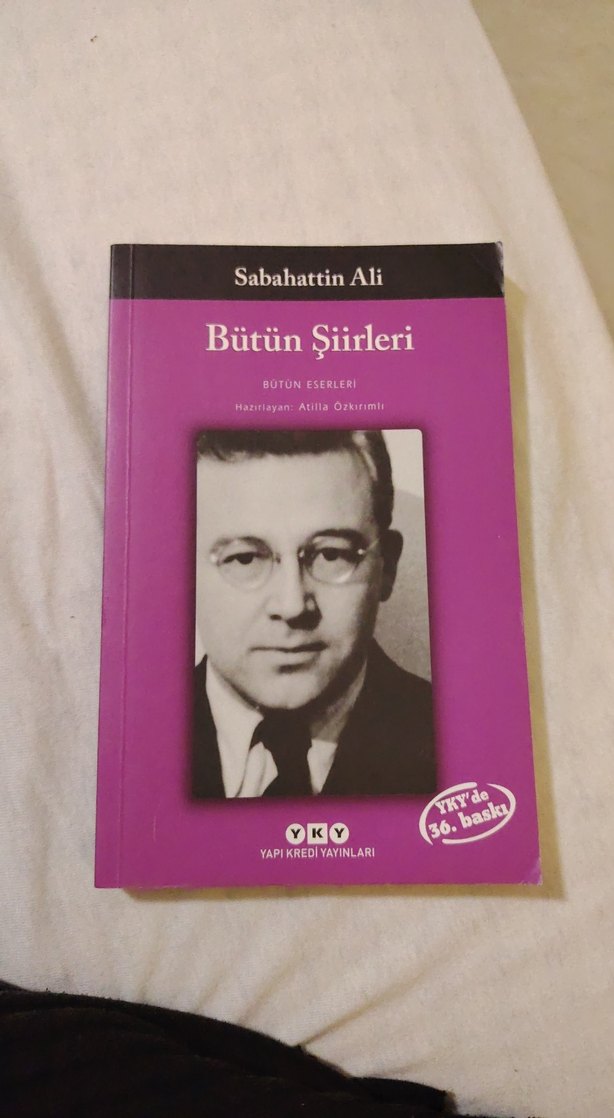 Sabahattin Ali
Bütün Şiirleri
BÜTÜN ESERLERİ
Hazırlayan: Atilla Özkırımlı
YKY'de
36. baskı
YKY
YAPI KREDİ YAYINLARI